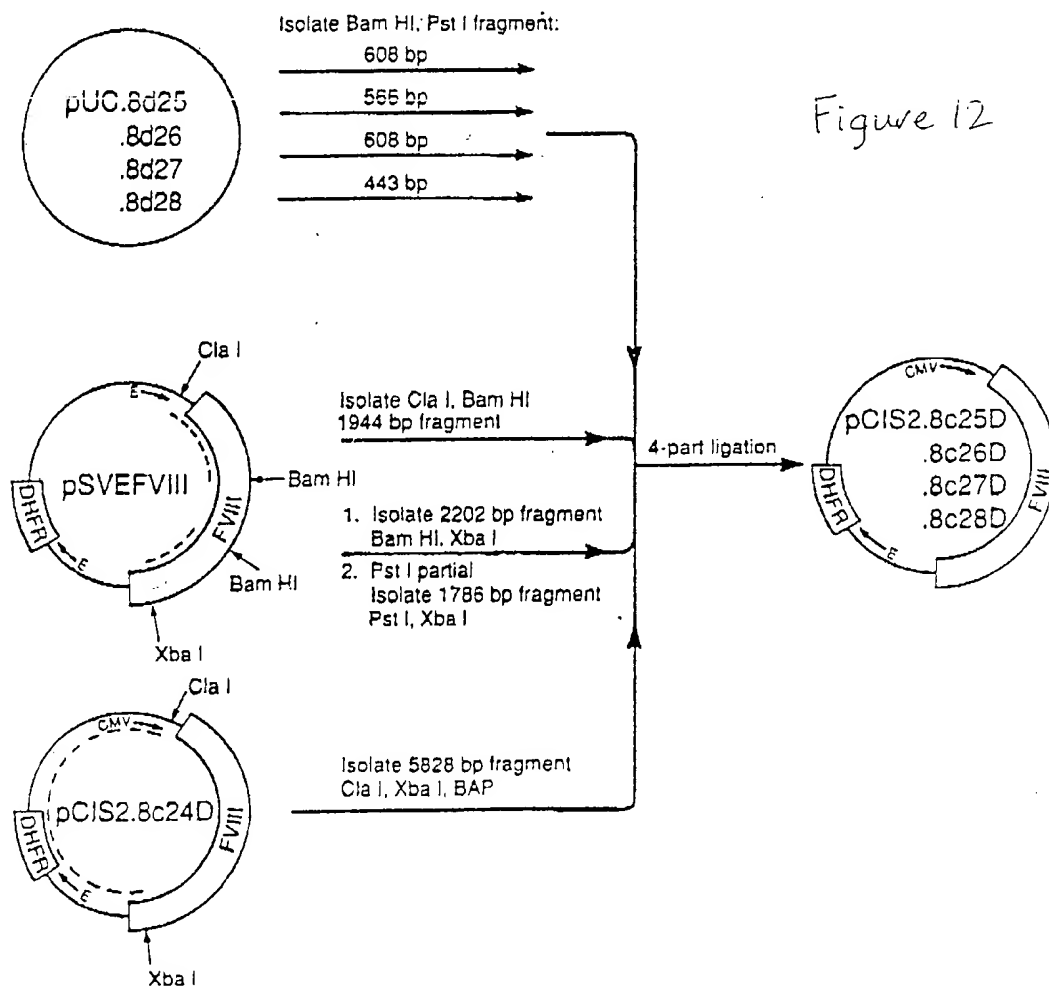 Isolate Bam HI, Pst I fragment:
608 bp
566 bp
608 bp
443 bp
pUC.8d25
.8d26
.8d27
.8d28
Figure 12
Cla I
E
pSVEFVIII
DHFR
E
FVIII
Bam HI
Bam HI
Xba I
Isolate Cla I, Bam HI
1944 bp fragment
1. Isolate 2202 bp fragment
Bam HI, Xba I
2. Pst I partial
Isolate 1786 bp fragment
Pst I, Xba I
4-part ligation
CMV
pCIS2.8c25D
.8c26D
.8c27D
.8c28D
DHFR
E
FVIII
Cla I
CMV
pCIS2.8c24D
DHFR
E
FVIII
Xba I
Isolate 5828 bp fragment
Cla I, Xba I, BAP